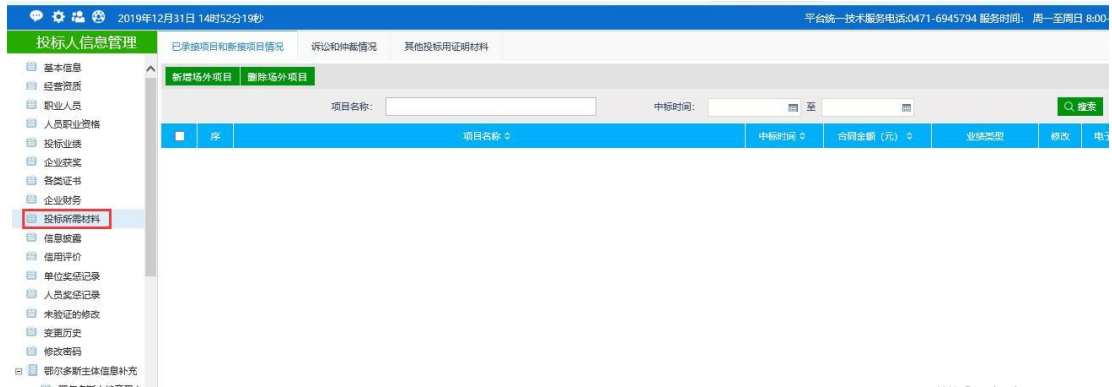 2019年12月31日 14时52分19秒
平台统一技术服务电话:0471-6945794 服务时间: 周一至周日 8:00-
投标人信息管理
已承接项目和新接项目情况 诉讼和仲裁情况 其他投标用证明材料
基本信息
新增场外项目 删除场外项目
经营资质
职业人员
项目名称: 中标时间: 至 搜索
人员职业资格
序 项目名称 中标时间 合同金额（元） 业绩类型 修改 电子
投标业绩
企业获奖
各类证书
企业财务
投标所需材料
信息披露
信用评价
单位奖惩记录
人员奖惩记录
未验证的修改
变更历史
修改密码
鄂尔多斯主体信息补充